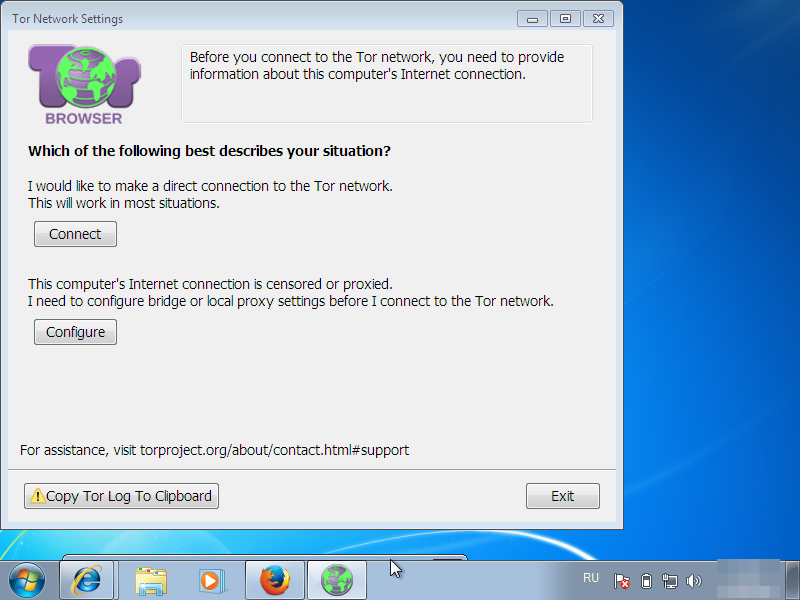 Tor Network Settings
Tor
BROWSER
Before you connect to the Tor network, you need to provide
information about this computer's Internet connection.
Which of the following best describes your situation?
I would like to make a direct connection to the Tor network.
This will work in most situations.
Connect
This computer's Internet connection is censored or proxied.
I need to configure bridge or local proxy settings before I connect to the Tor network.
Configure
For assistance, visit torproject.org/about/contact.html#support
Copy Tor Log To Clipboard
Exit
RU